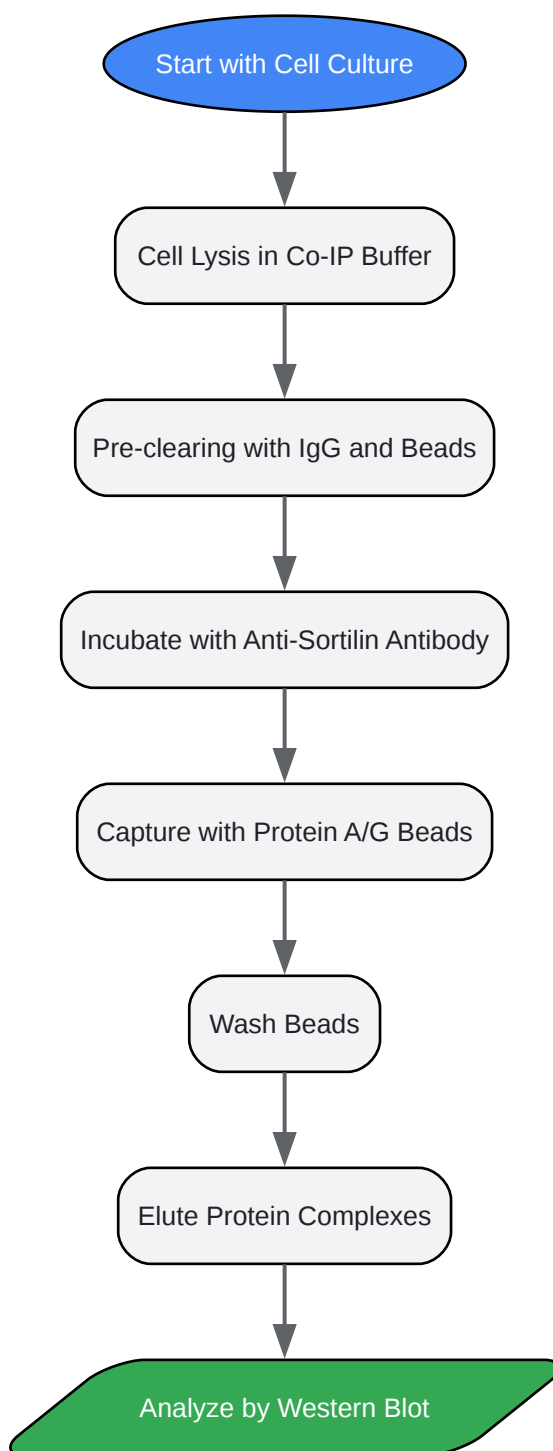 Start with Cell Culture
Cell Lysis in Co-IP Buffer
Pre-clearing with IgG and Beads
Incubate with Anti-Sortilin Antibody
Capture with Protein A/G Beads
Wash Beads
Elute Protein Complexes
Analyze by Western Blot